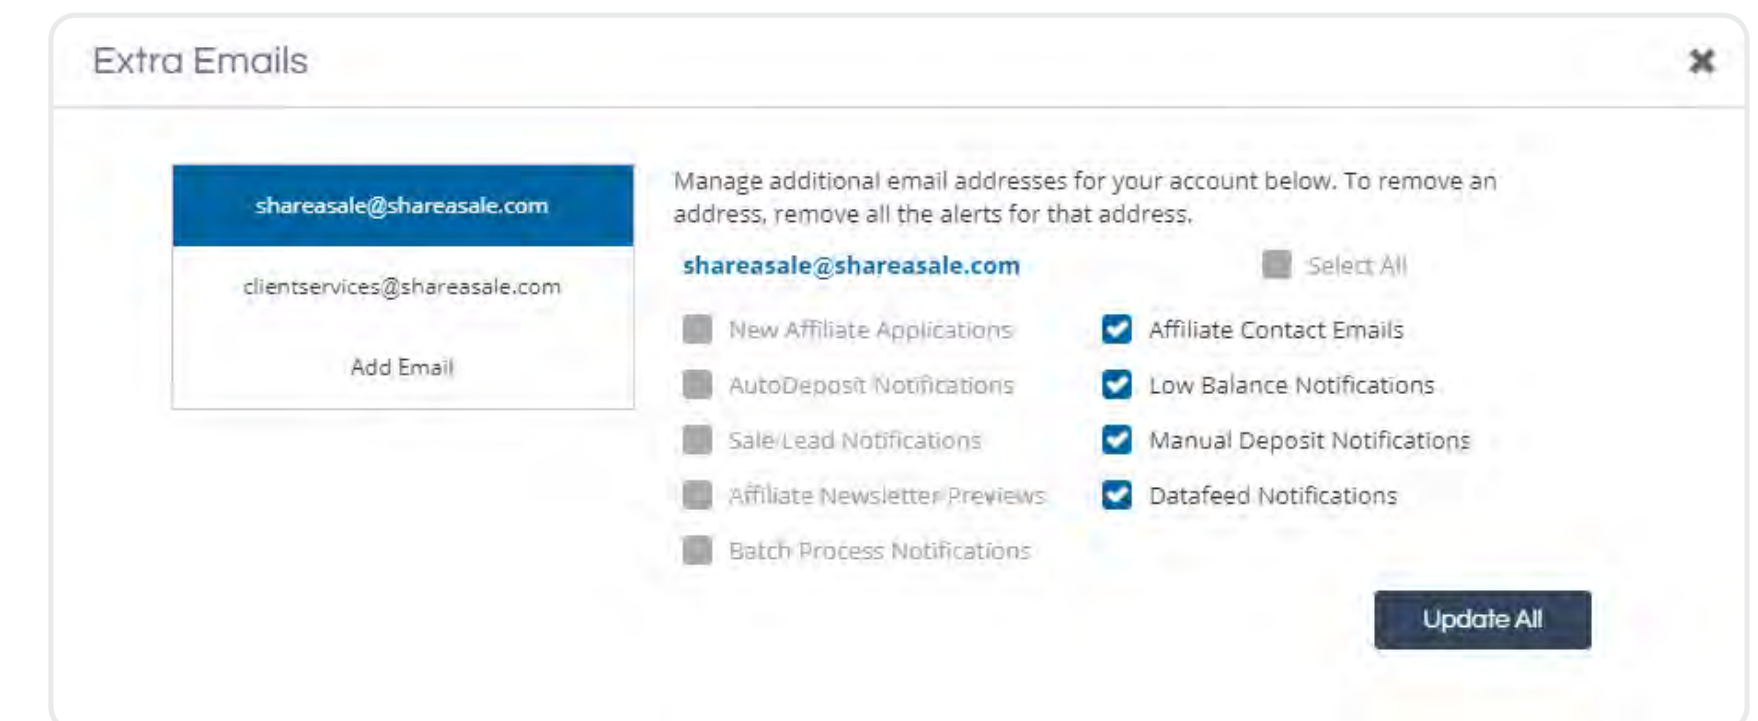 Extra Emails
shareasale@shareasale.com
clientservices@shareasale.com
Add Email
Manage additional email addresses for your account below. To remove an
address, remove all the alerts for that address.
shareasale@shareasale.com
Select All
New Affiliate Applications
Affiliate Contact Emails
AutoDeposit Notifications
Low Balance Notifications
Sale Lead Notifications
Manual Deposit Notifications
Affiliate Newsletter Previews
Datafeed Notifications
Batch Process Notifications
Update All